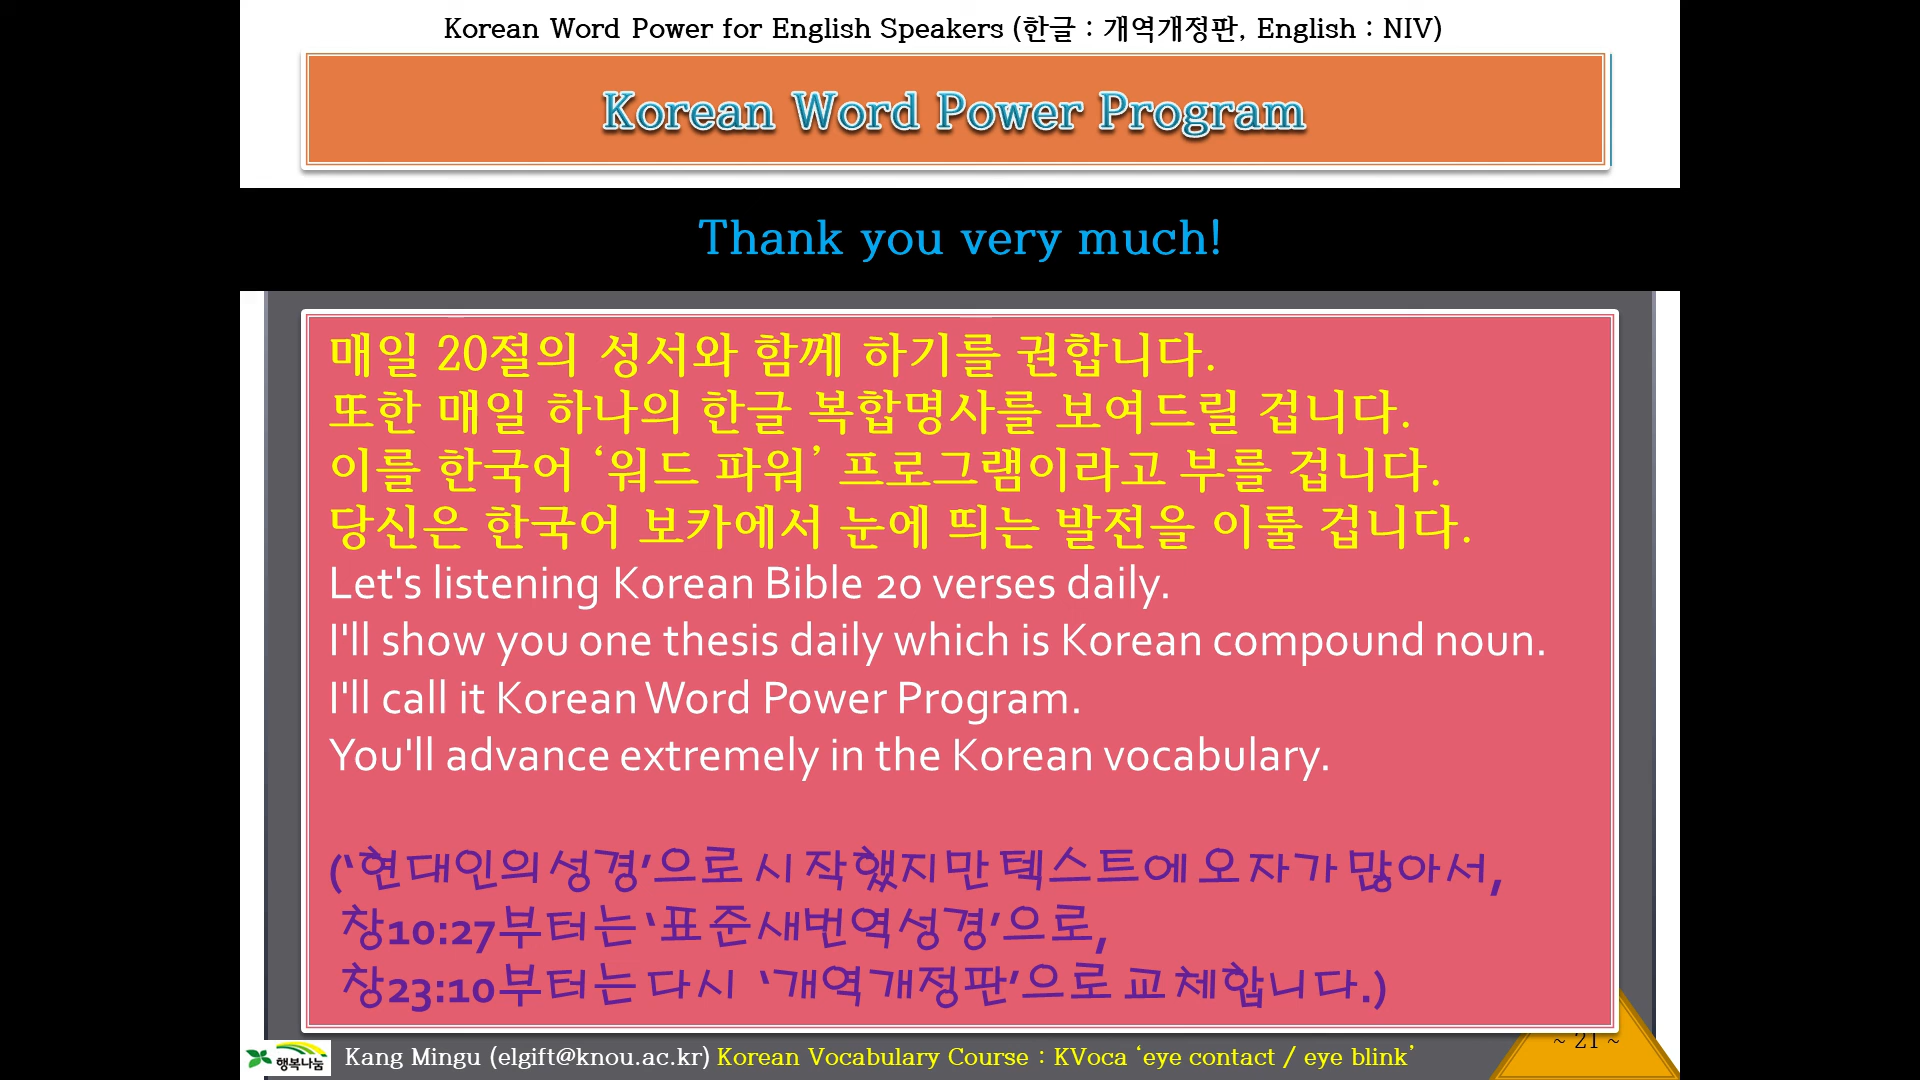 Korean Word Power for English Speakers (한글 : 개역개정판, English : NIV)
Korean Word Power Program
Thank you very much!
매일 20절의 성서와 함께 하기를 권합니다.
또한 매일 하나의 한글 복합명사를 보여드릴 겁니다.
이를 한국어 ‘워드 파워’ 프로그램이라고 부를 겁니다.
당신은 한국어 보카에서 눈에 띄는 발전을 이룰 겁니다.
Let's listening Korean Bible 20 verses daily.
I'll show you one thesis daily which is Korean compound noun.
I'll call it Korean Word Power Program.
You'll advance extremely in the Korean vocabulary.
(‘현대인의 성경’으로 시작했지만 텍스트에 오자가 많아서,
창10:27부터는 ‘표준새번역성경’으로,
창23:10부터는 다시 ‘개역개정판’으로 교체합니다.)
행복나눔 Kang Mingu (elgift@knou.ac.kr) Korean Vocabulary Course : KVoca ‘eye contact / eye blink’
~ 21 ~